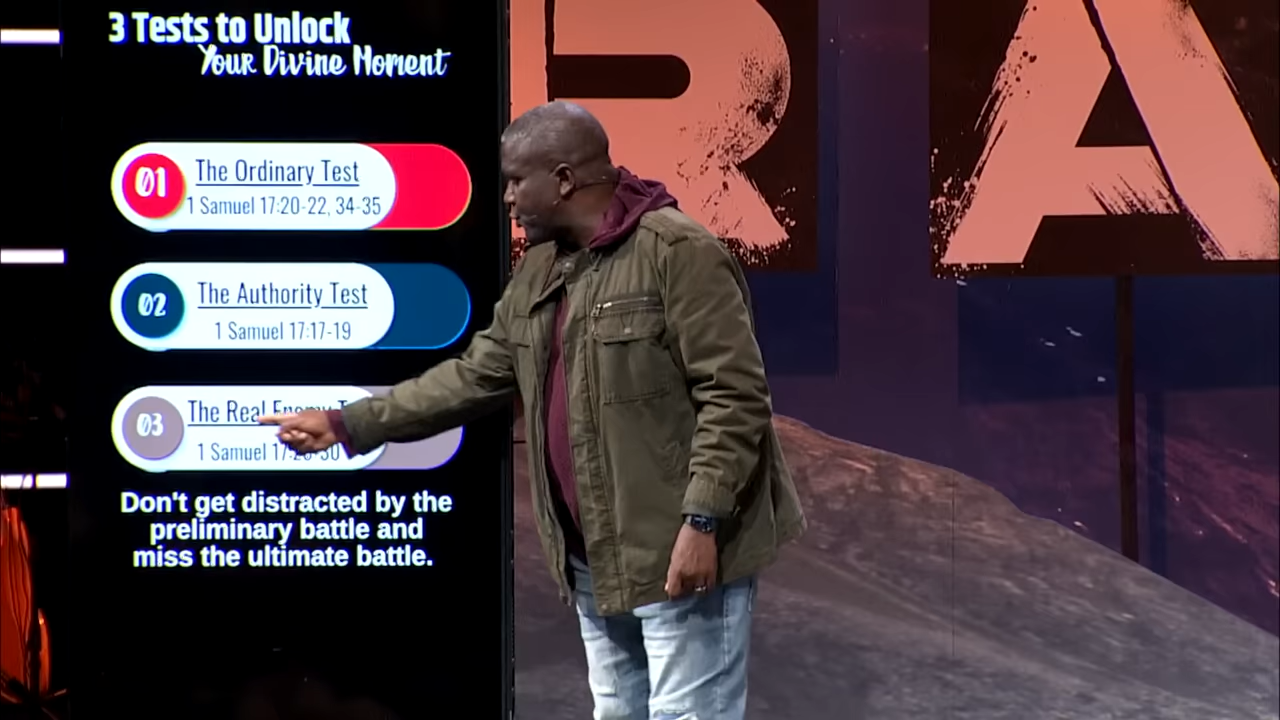 3 Tests to Unlock
Your Divine Moment
01
The Ordinary Test
1 Samuel 17:20-22, 34-35
02
The Authority Test
1 Samuel 17:17-19
03
The Real Enemy
1 Samuel
Don't get distracted by the
preliminary battle and
miss the ultimate battle.
RA